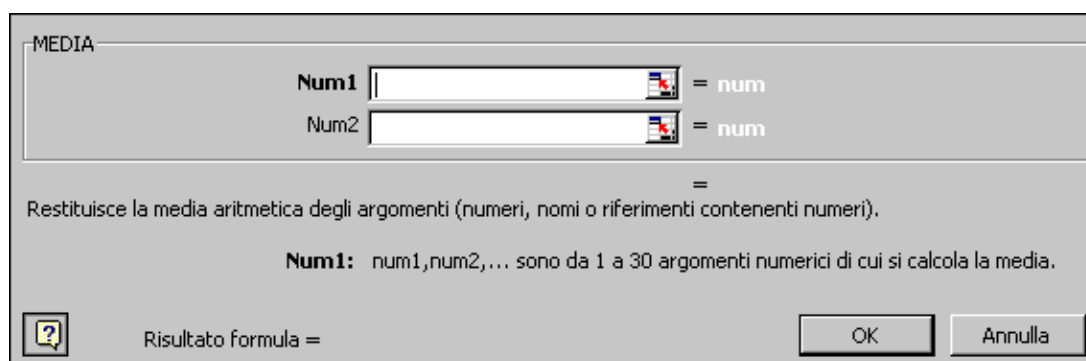 MEDIA
Num1 = num
Num2 = num
=
Restituisce la media aritmetica degli argomenti (numeri, nomi o riferimenti contenenti numeri).
Num1: num1,num2,... sono da 1 a 30 argomenti numerici di cui si calcola la media.
? Risultato formula = OK Annulla